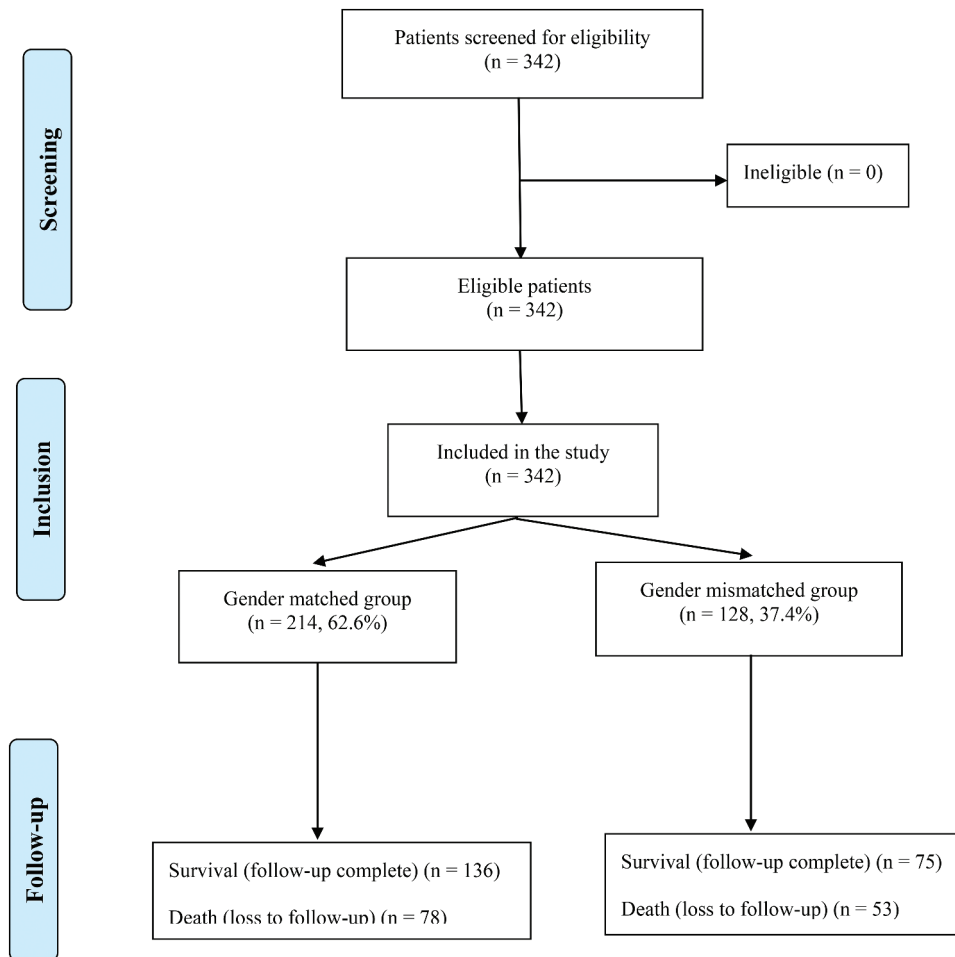 Screening
Patients screened for eligibility
(n = 342)
Ineligible (n = 0)
Eligible patients
(n = 342)
Inclusion
Included in the study
(n = 342)
Gender matched group
(n = 214, 62.6%)
Gender mismatched group
(n = 128, 37.4%)
Follow-up
Survival (follow-up complete) (n = 136)
Death (loss to follow-up) (n = 78)
Survival (follow-up complete) (n = 75)
Death (loss to follow-up) (n = 53)